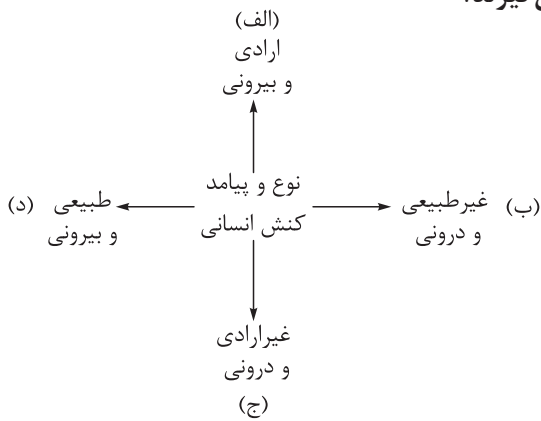 (الف)
ارادی
و بیرونی
نوع و پیامد
کنش انسانی
(ب) غیرطبیعی
و درونی
طبیعی (د)
و بیرونی
غیرارادی
و درونی
(ج)